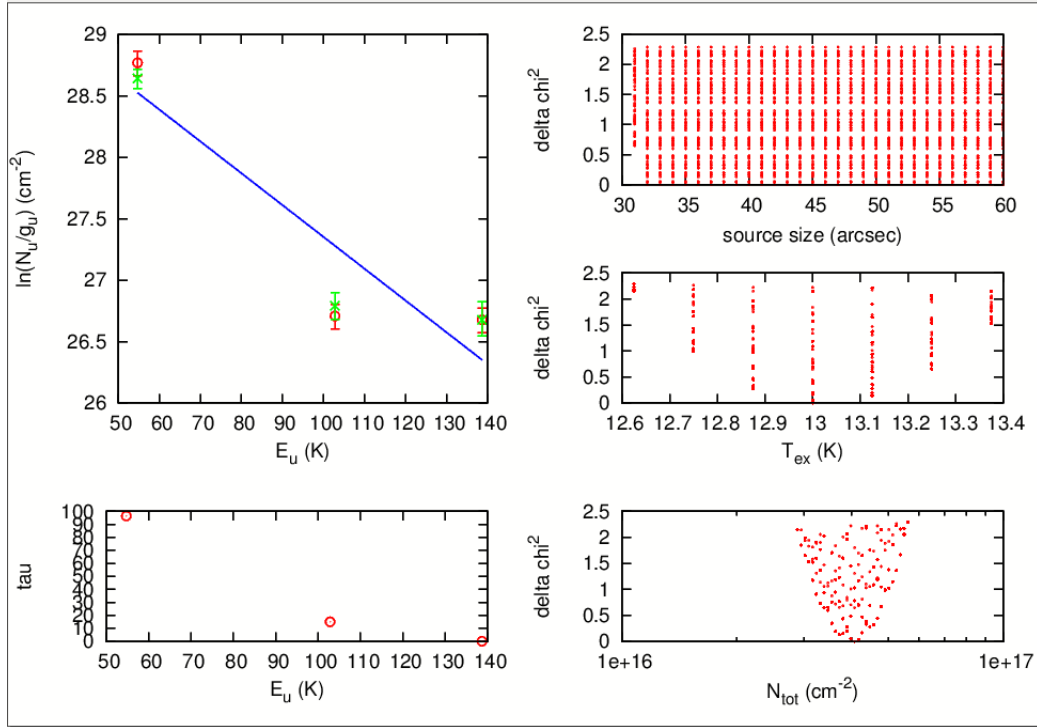 29
28.5
28
27.5
27
26.5
26
50 60 70 80 90 100 110 120 130 140
ln(N_u/g_u) (cm^-2)
E_u (K)
2.5
2
1.5
1
0.5
0
30 35 40 45 50 55 60
delta chi^2
source size (arcsec)
2.5
2
1.5
1
0.5
0
12.6 12.7 12.8 12.9 13 13.1 13.2 13.3 13.4
delta chi^2
T_ex (K)
100
90
80
70
60
50
40
30
20
10
0
50 60 70 80 90 100 110 120 130 140
tau
E_u (K)
2.5
2
1.5
1
0.5
0
1e+16 1e+17
delta chi^2
N_tot (cm^-2)